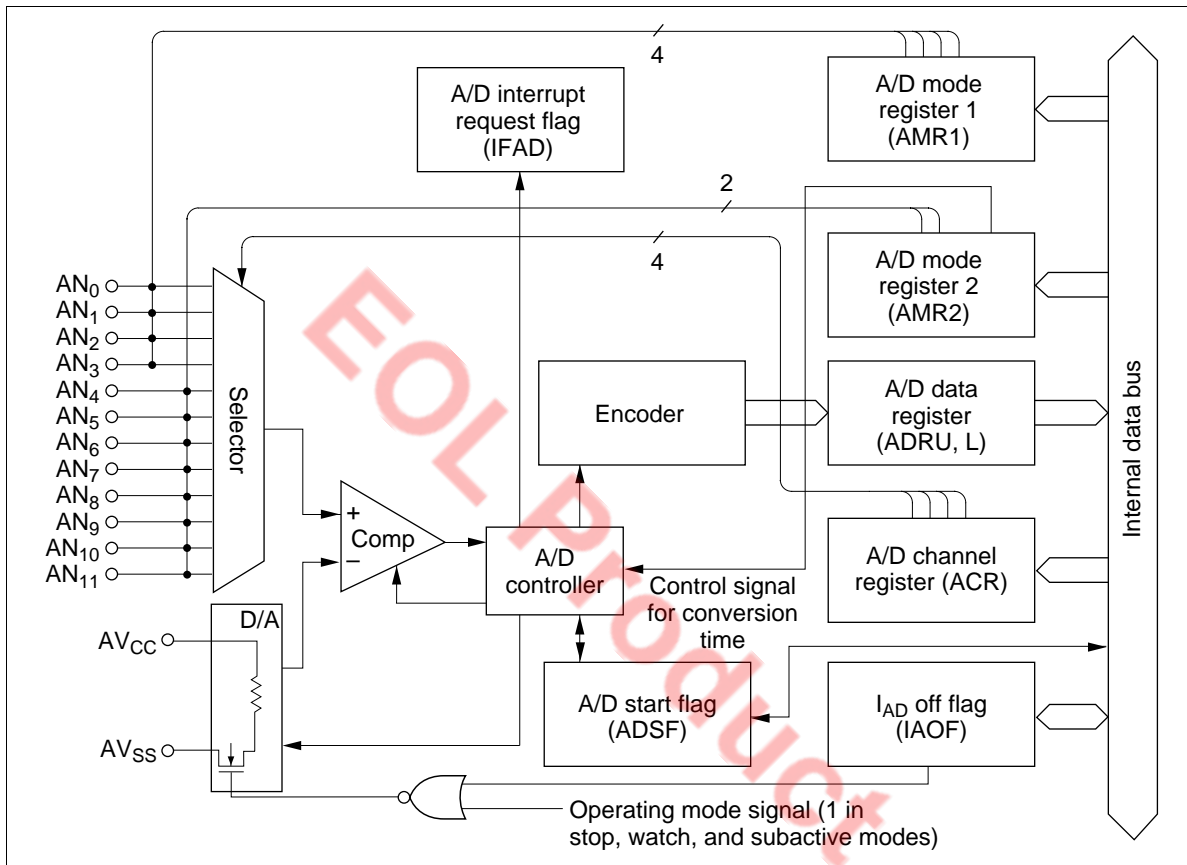 4
A/D mode
register 1
(AMR1)
A/D interrupt
request flag
(IFAD)
2
4
A/D mode
register 2
(AMR2)
AN0
AN1
AN2
AN3
AN4
AN5
AN6
AN7
AN8
AN9
AN10
AN11
Selector
Encoder
A/D data
register
(ADRU, L)
Internal data bus
+
Comp
−
A/D
controller
Control signal
for conversion
time
A/D channel
register (ACR)
D/A
AVCC
AVSS
A/D start flag
(ADSF)
IAD off flag
(IAOF)
Operating mode signal (1 in
stop, watch, and subactive modes)
EOL Product